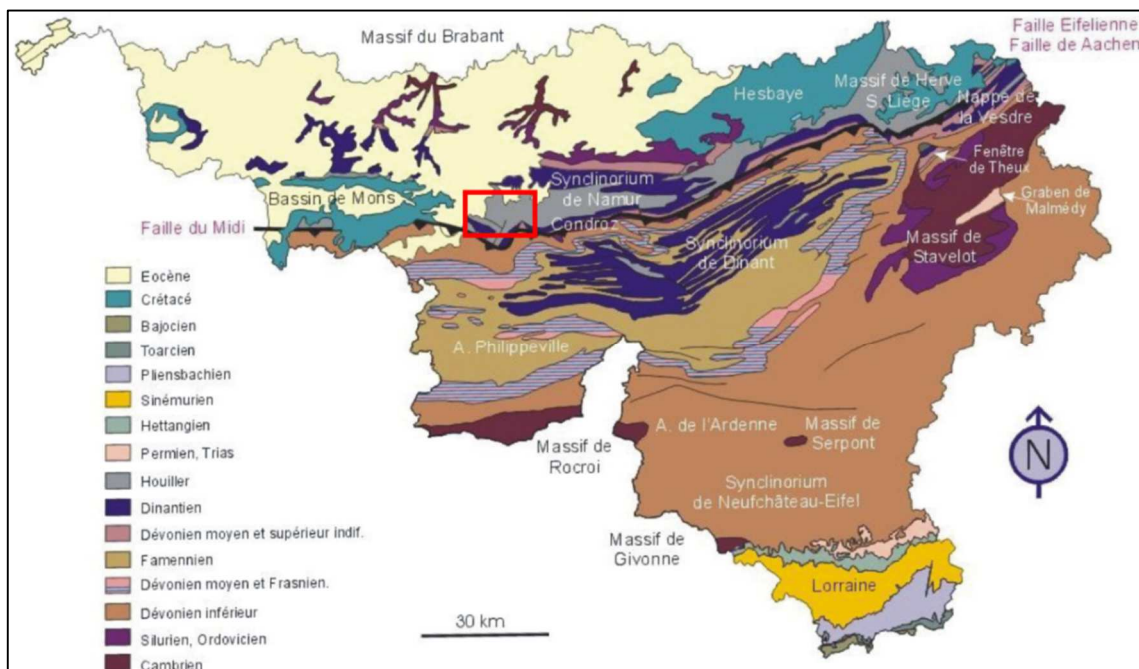 Massif du Brabant
Faille Eifelienne
Faille de Aachen
Hesbaye
Massif de Herve
S. Liège
Nappe de
la Vesdre
Fenêtre
de Theux
Graben de
Malmédy
Bassin de Mons
Synclinorium
de Namur
Condroz
Faille du Midi
Synclinorium
de Dinant
Massif de
Stavelot
A. Philippeville
Massif de
Rocroi
A. de l'Ardenne
Massif de
Serpont
Synclinorium
de Neufchâteau-Eifel
Massif de
Givonne
Lorraine
N
30 km
Eocène
Crétacé
Bajocien
Toarcien
Pliensbachien
Sinémurien
Hettangien
Permien, Trias
Houiller
Dinantien
Dévonien moyen et supérieur indif.
Famennien
Dévonien moyen et Frasnien.
Dévonien inférieur
Silurien, Ordovicien
Cambrien